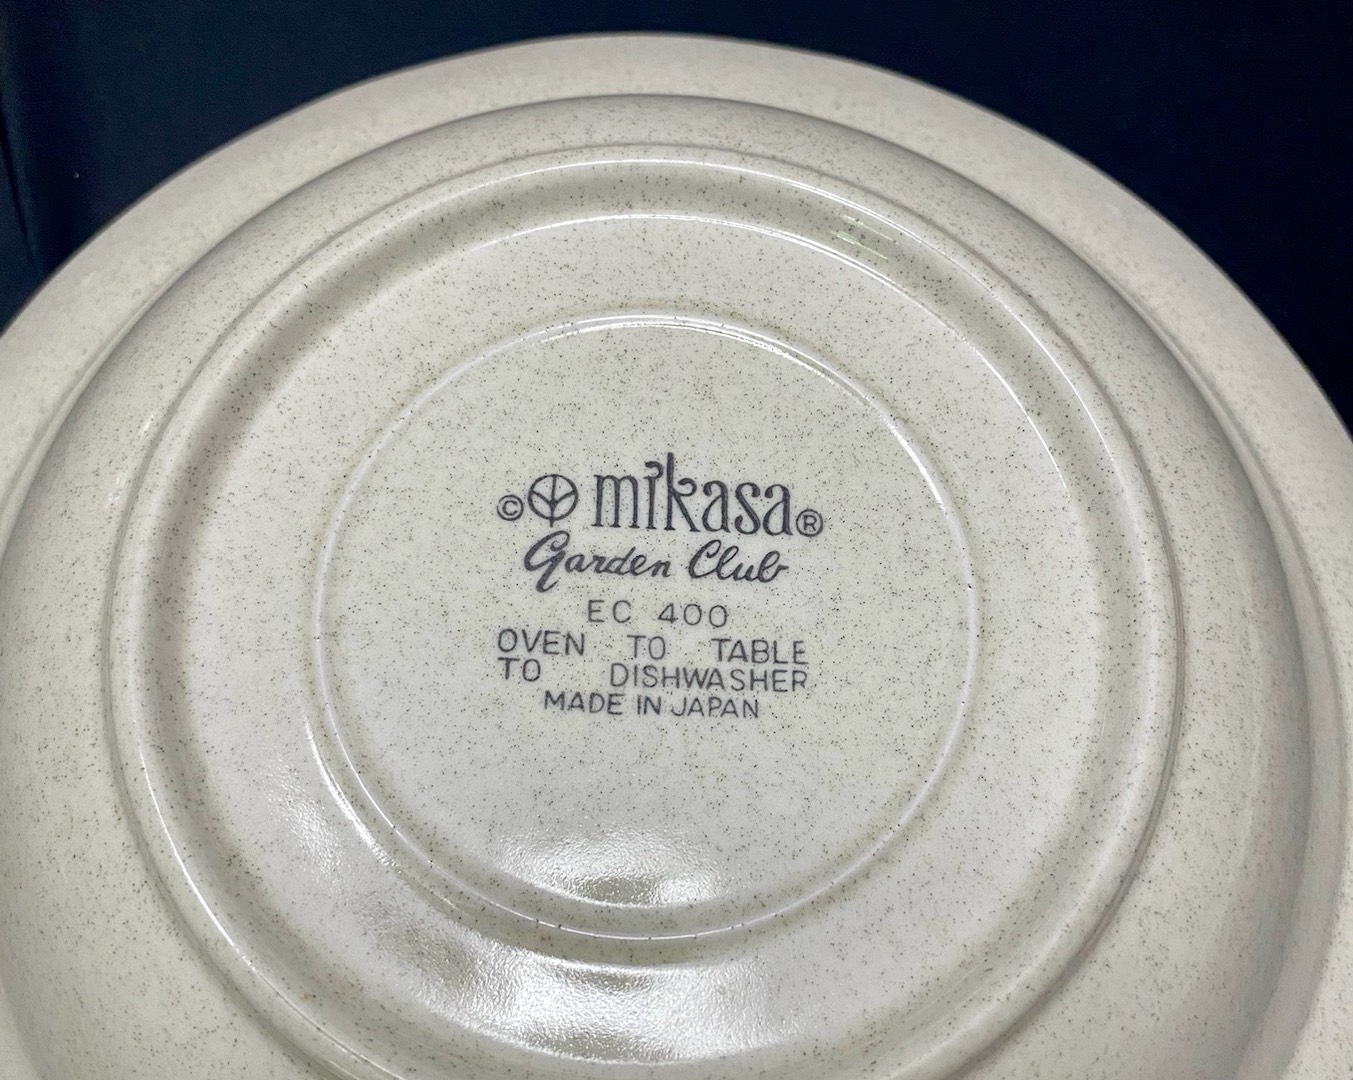 © mikasa®
Garden Club
EC 400
OVEN TO TABLE
TO DISHWASHER
MADE IN JAPAN